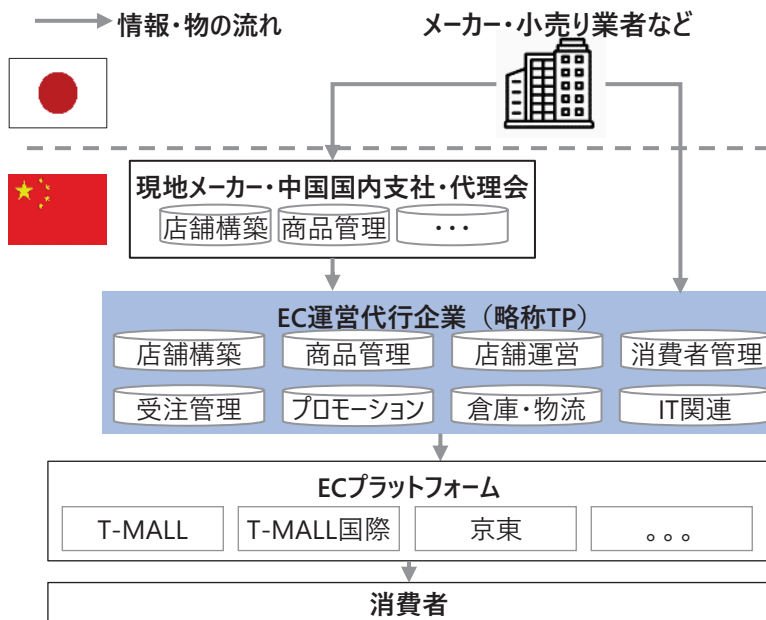 情報・物の流れ
メーカー・小売り業者など
現地メーカー・中国国内支社・代理会
店舗構築
商品管理
・・・
EC運営代行企業（略称TP）
店舗構築
商品管理
店舗運営
消費者管理
受注管理
プロモーション
倉庫・物流
IT関連
ECプラットフォーム
T-MALL
T-MALL国際
京東
。。。
消費者